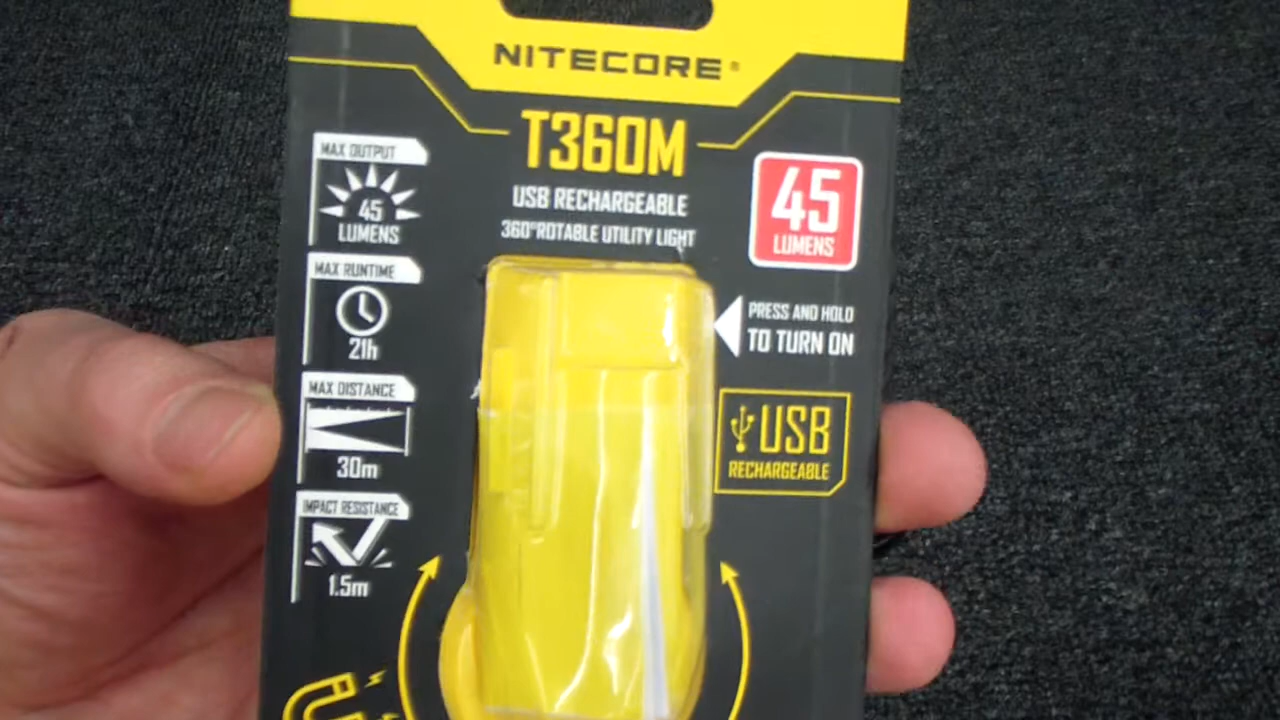 NITECORE®
T360M
USB RECHARGEABLE
360°ROTABLE UTILITY LIGHT
MAX OUTPUT
45
LUMENS
MAX RUNTIME
21h
MAX DISTANCE
30m
IMPACT RESISTANCE
1.5m
45
LUMENS
PRESS AND HOLD
TO TURN ON
USB
RECHARGEABLE